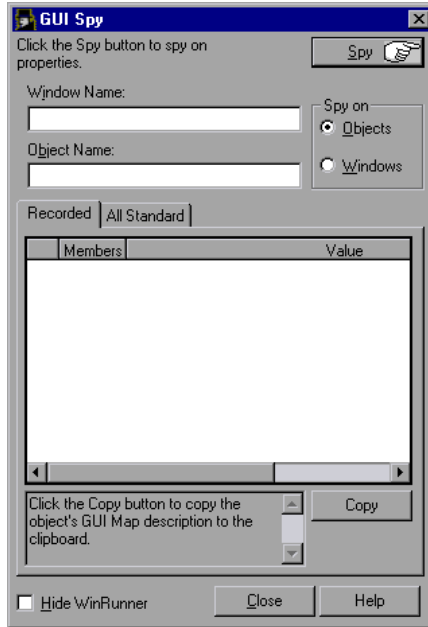 GUI Spy
Click the Spy button to spy on
properties.
Spy
Window Name:
Spy on
Objects
Object Name:
Windows
Recorded
All Standard
Members
Value
Click the Copy button to copy the
object's GUI Map description to the
clipboard.
Copy
Hide WinRunner
Close
Help